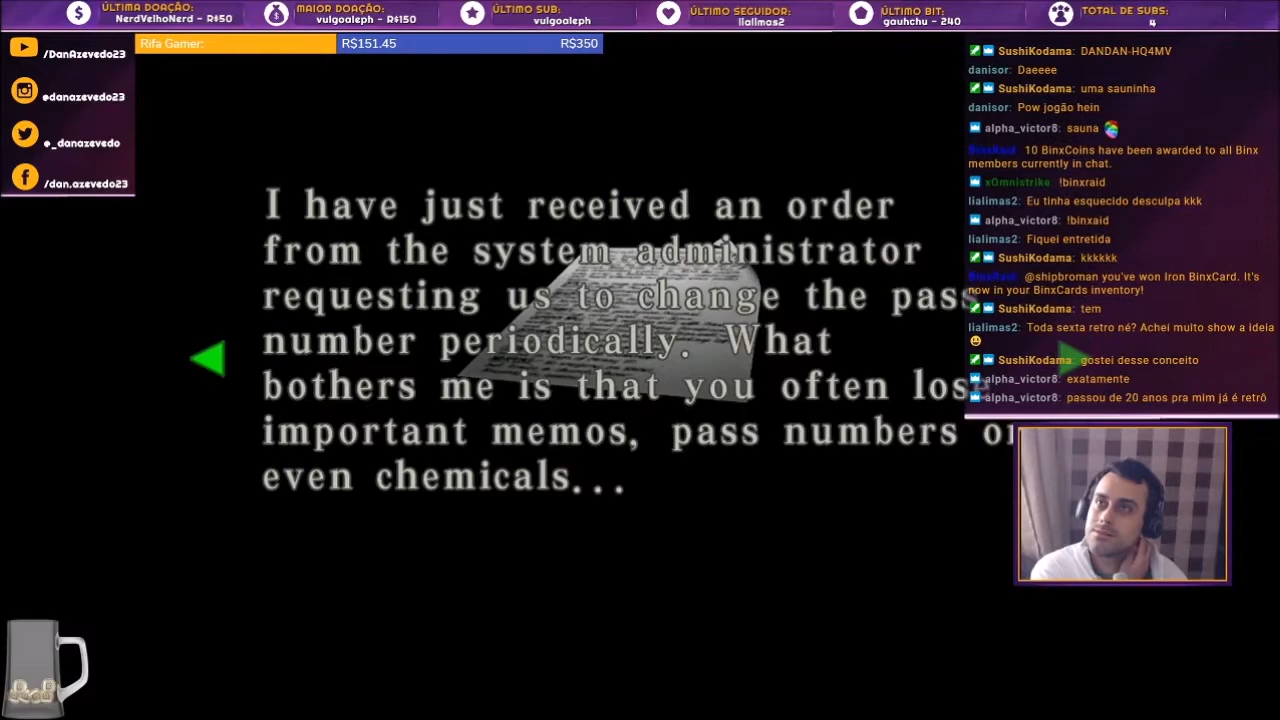 ÚLTIMA DOAÇÃO:
NerdVelhoNerd - R$50
MAIOR DOAÇÃO:
vulgoaleph - R$150
ÚLTIMO SUB:
vulgoaleph
ÚLTIMO SEGUIDOR:
lialimas2
ÚLTIMO BIT:
gauhchu - 240
TOTAL DE SUBS:
4
/DanAzevedo23
@danazevedo23
@_danazevedo
/dan.azevedo23
Rifa Gamer:
R$151.45
R$350
I have just received an order
from the system administrator
requesting us to change the pass
number periodically. What
bothers me is that you often lose
important memos, pass numbers or
even chemicals...
SushiKodama: DANDAN-HQ4MV
danisor: Daeeee
SushiKodama: uma sauninha
danisor: Pow jogão hein
alpha_victor8: sauna
10 BinxCoins have been awarded to all Binx
members currently in chat.
xOmnistrike: !binxraid
lialimas2: Eu tinha esquecido desculpa kkk
alpha_victor8: !binxaid
lialimas2: Fiquei entretida
SushiKodama: kkkkkk
@shipbroman you've won Iron BinxCard. It's
now in your BinxCards inventory!
SushiKodama: tem
lialimas2: Toda sexta retro né? Achei muito show a ideia
SushiKodama: gostei desse conceito
alpha_victor8: exatamente
alpha_victor8: passou de 20 anos pra mim já é retrô